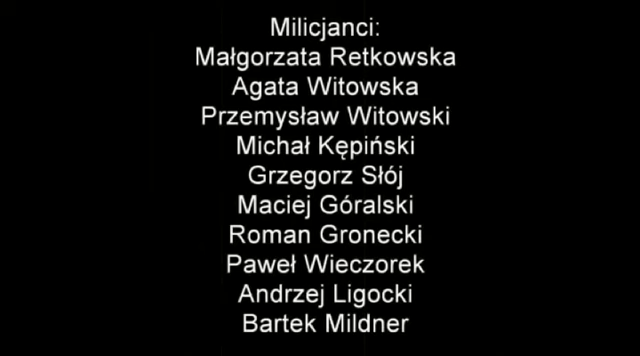 Milicjanci:
Małgorzata Retkowska
Agata Witowska
Przemysław Witowski
Michał Kępiński
Grzegorz Słój
Maciej Góralski
Roman Gronecki
Paweł Wieczorek
Andrzej Ligocki
Bartek Mildner